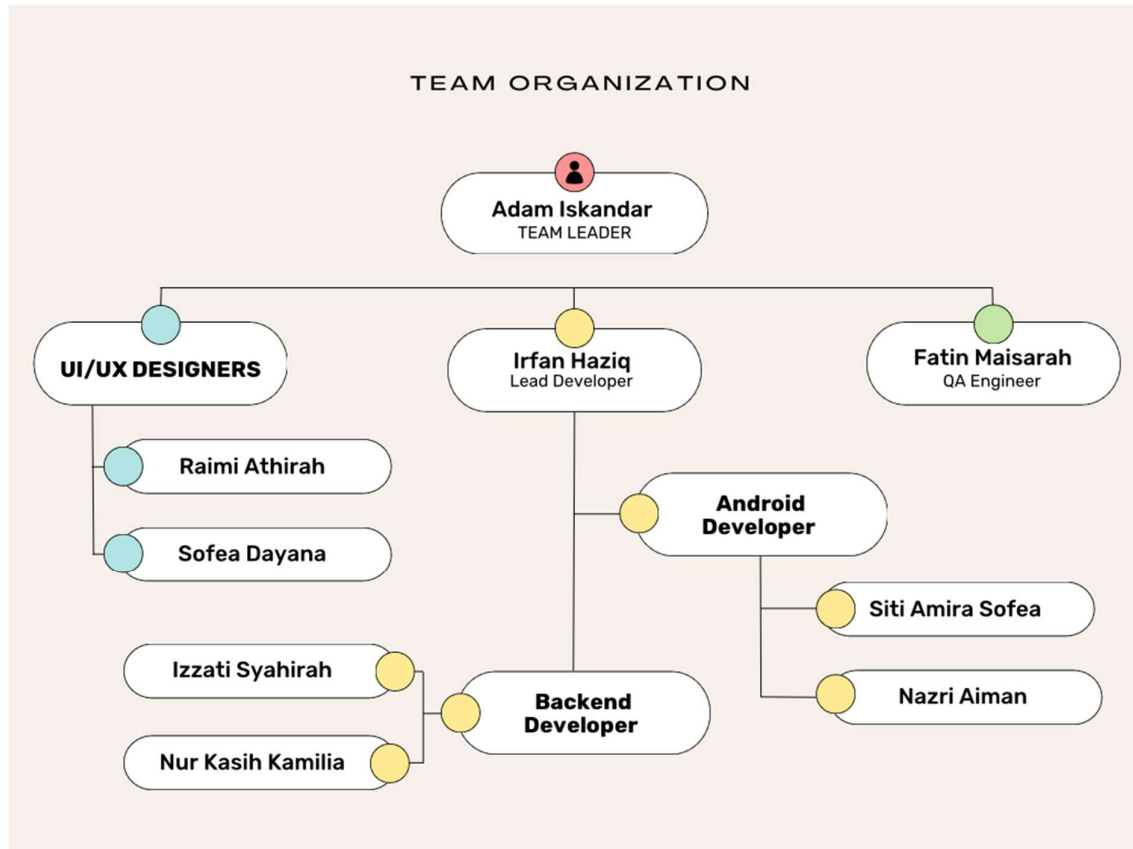 TEAM ORGANIZATION
Adam Iskandar
TEAM LEADER
UI/UX DESIGNERS
Irfan Haziq
Lead Developer
Fatin Maisarah
QA Engineer
Raimi Athirah
Sofea Dayana
Android
Developer
Siti Amira Sofea
Nazri Aiman
Izzati Syahirah
Nur Kasih Kamilia
Backend
Developer